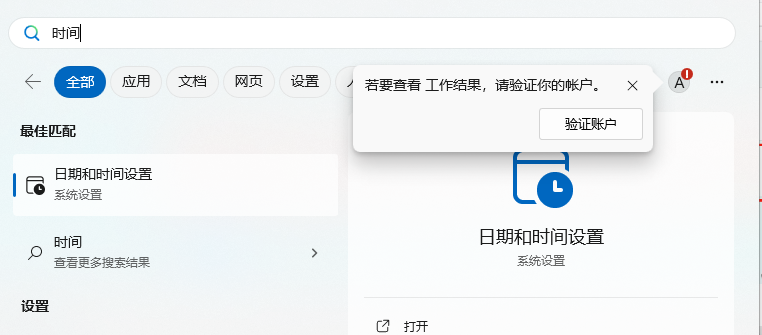 时间
全部 应用 文档 网页 设置
若要查看 工作结果，请验证你的帐户。
验证账户
A
最佳匹配
日期和时间设置
系统设置
时间
查看更多搜索结果
设置
日期和时间设置
系统设置
打开